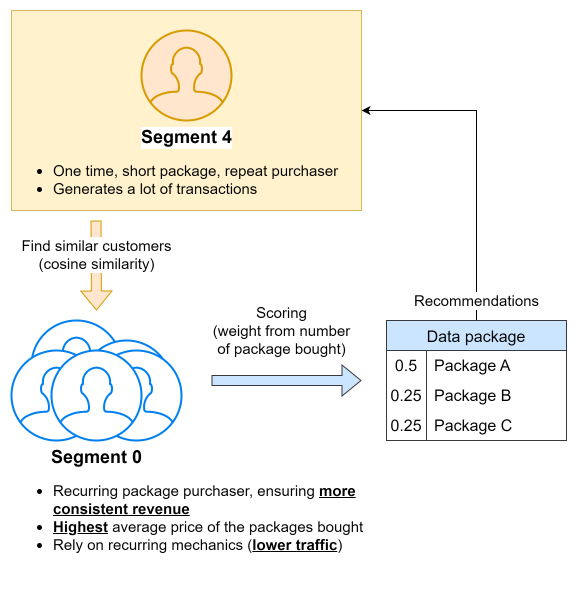 Segment 4
• One time, short package, repeat purchaser
• Generates a lot of transactions
Find similar customers
(cosine similarity)
Scoring
(weight from number
of package bought)
Recommendations
Data package
0.5 Package A
0.25 Package B
0.25 Package C
Segment 0
• Recurring package purchaser, ensuring more
consistent revenue
• Highest average price of the packages bought
• Rely on recurring mechanics (lower traffic)